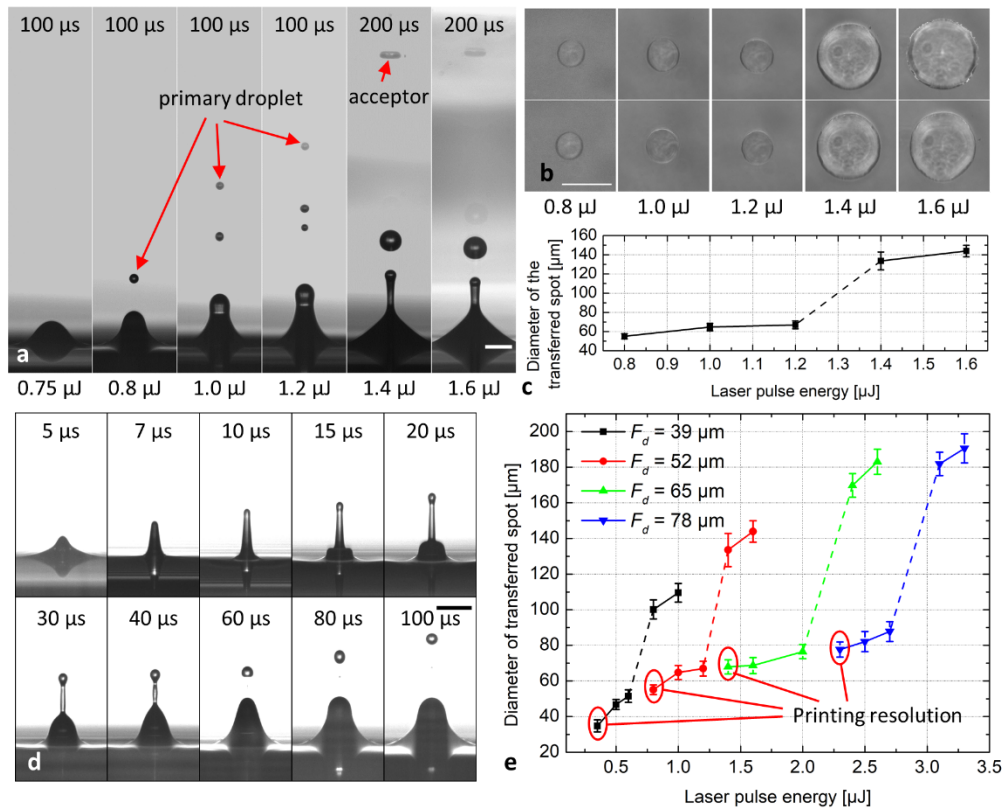 100 µs 100 µs 100 µs 100 µs 200 µs 200 µs
primary droplet
acceptor
a
0.75 µJ 0.8 µJ 1.0 µJ 1.2 µJ 1.4 µJ 1.6 µJ
b
0.8 µJ 1.0 µJ 1.2 µJ 1.4 µJ 1.6 µJ
Diameter of the
transferred spot [µm]
160
140
120
100
80
60
40
0.8 0.9 1.0 1.1 1.2 1.3 1.4 1.5 1.6
Laser pulse energy [µJ]
c
5 µs 7 µs 10 µs 15 µs 20 µs
30 µs 40 µs 60 µs 80 µs 100 µs
d
Diameter of transferred spot [µm]
200
180
160
140
120
100
80
60
40
20
F_d = 39 µm
F_d = 52 µm
F_d = 65 µm
F_d = 78 µm
Printing resolution
0.5 1.0 1.5 2.0 2.5 3.0 3.5
Laser pulse energy [µJ]
e